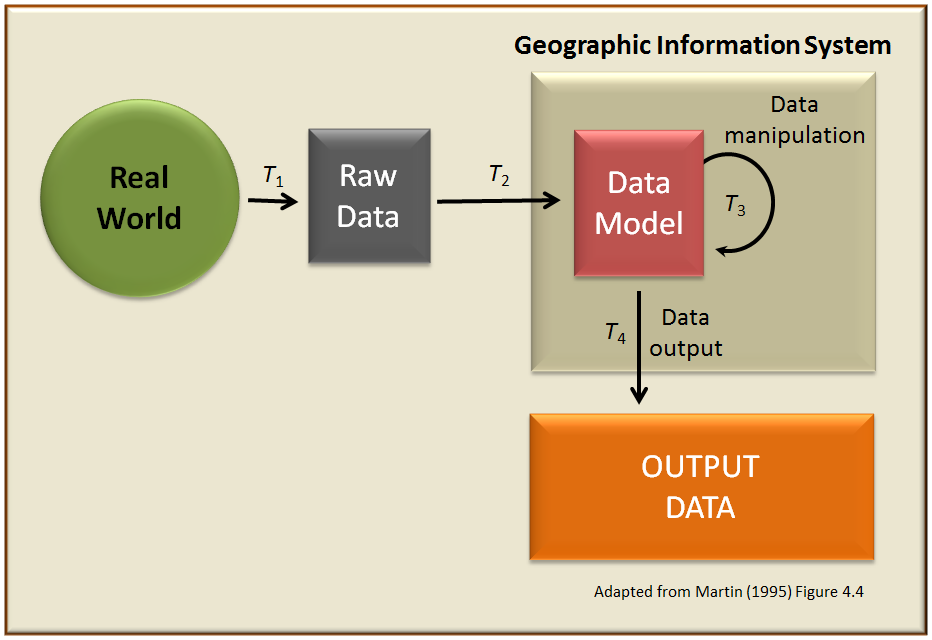 Geographic Information System
Real
World
T1
Raw
Data
T2
Data
Model
Data
manipulation
T3
T4
Data
output
OUTPUT
DATA
Adapted from Martin (1995) Figure 4.4